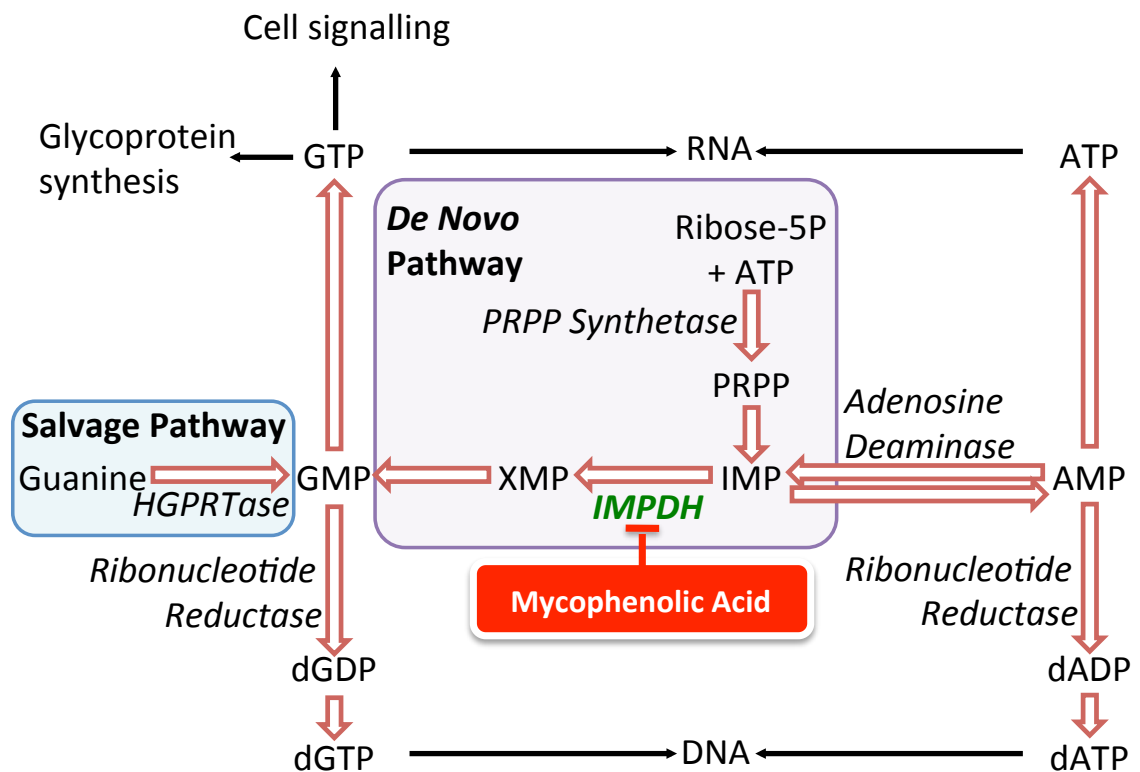 Cell signalling
Glycoprotein
synthesis
GTP
RNA
ATP
De Novo
Pathway
Ribose-5P
+ ATP
PRPP Synthetase
PRPP
Adenosine
Deaminase
Salvage Pathway
Guanine
HGPRTase
GMP
XMP
IMP
AMP
IMPDH
Mycophenolic Acid
Ribonucleotide
Reductase
Ribonucleotide
Reductase
dGDP
dADP
dGTP
DNA
dATP